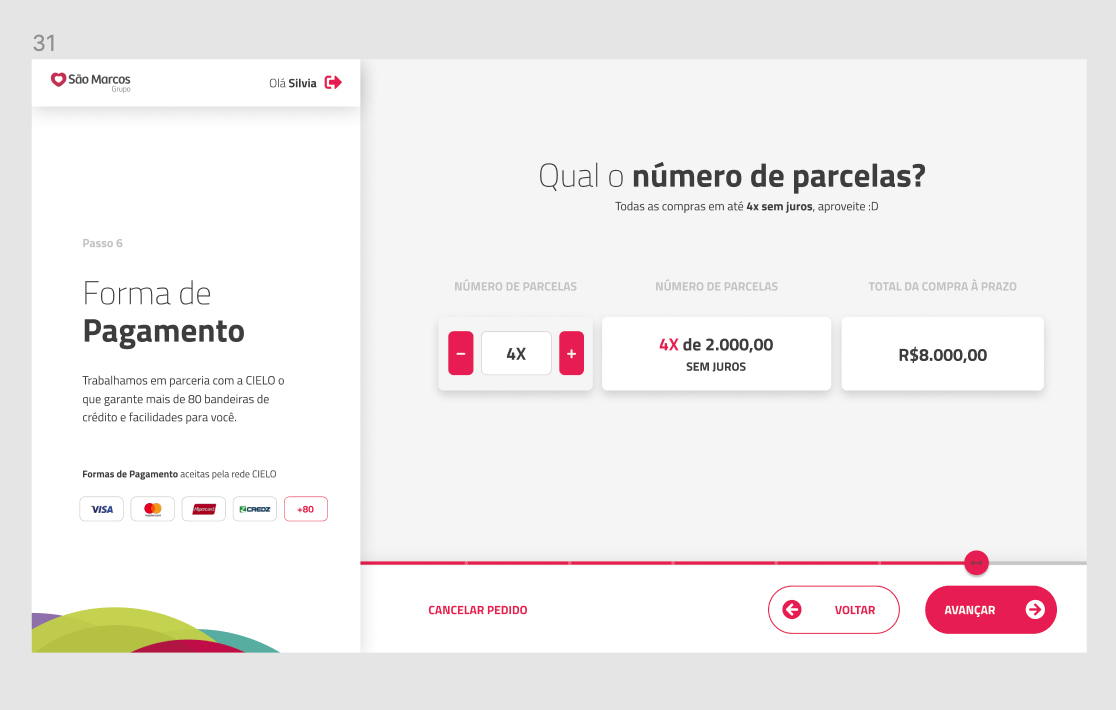 31
São Marcos
Grupo
Olá Silvia
Passo 6
Forma de
Pagamento
Trabalhamos em parceria com a CIELO o
que garante mais de 80 bandeiras de
crédito e facilidades para você.
Formas de Pagamento aceitas pela rede CIELO
VISA
mastercard
Hipercard
CREDZ
+80
Qual o número de parcelas?
Todas as compras em até 4x sem juros, aproveite :D
NÚMERO DE PARCELAS
− 4X +
NÚMERO DE PARCELAS
4X de 2.000,00
SEM JUROS
TOTAL DA COMPRA À PRAZO
R$8.000,00
CANCELAR PEDIDO
VOLTAR
AVANÇAR